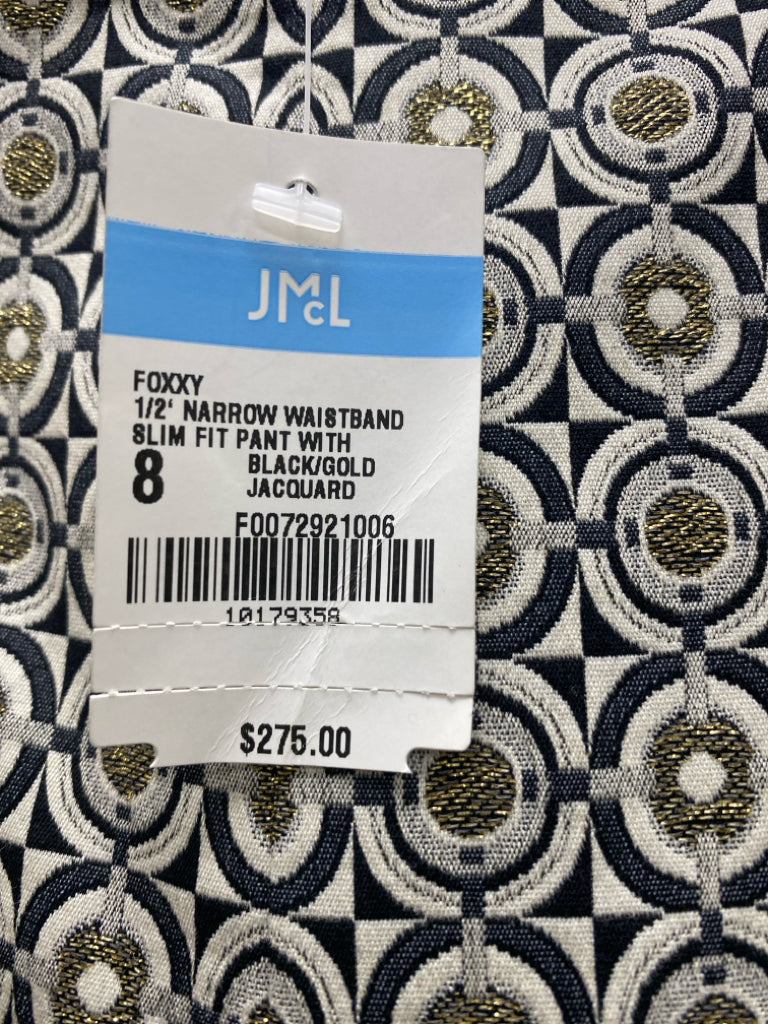 JMcL
FOXXY
1/2' NARROW WAISTBAND
SLIM FIT PANT WITH
8 BLACK/GOLD
JACQUARD
F0072921006
10179358
$275.00